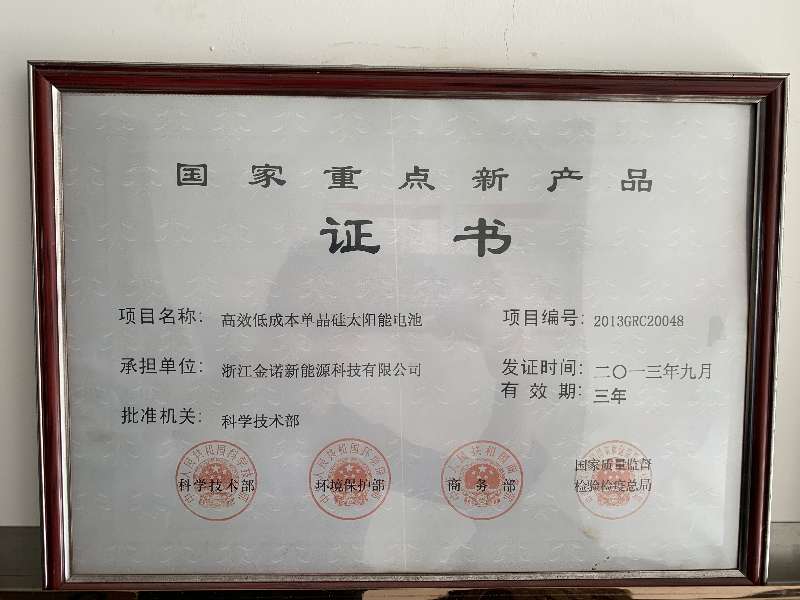 国家重点新产品
证书
项目名称： 高效低成本单晶硅太阳能电池
项目编号： 2013GRC20048
承担单位： 浙江金诺新能源科技有限公司
发证时间： 二〇一三年九月
有效期： 三年
批准机关： 科学技术部
科学技术部
环境保护部
商务部
国家质量监督
检验检疫总局